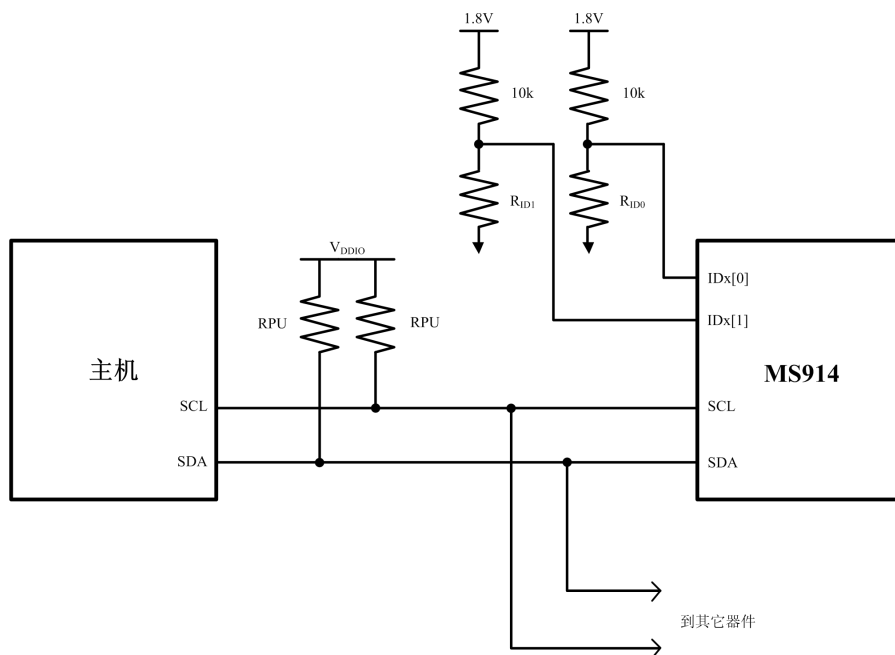 1.8V
1.8V
10k
10k
RID1
RID0
VDDIO
IDx[0]
IDx[1]
RPU
RPU
主机
MS914
SCL
SCL
SDA
SDA
到其它器件